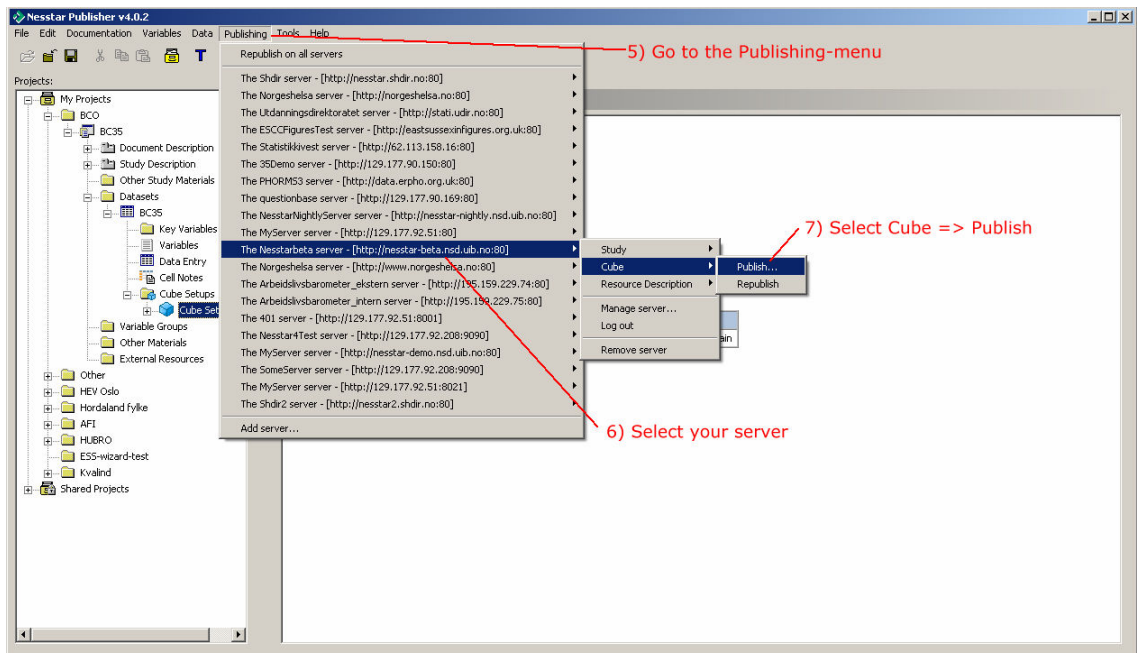 Nesstar Publisher v4.0.2
File Edit Documentation Variables Data Publishing Tools Help
5) Go to the Publishing-menu
Projects:
My Projects
BCO
BC35
Document Description
Study Description
Other Study Materials
Datasets
BC35
Key Variables
Variables
Data Entry
Cell Notes
Cube Setups
Cube Set
Variable Groups
Other Materials
External Resources
Other
HEV Oslo
Hordaland fylke
AFI
HUBRO
ESS-wizard-test
Kvalind
Shared Projects
Republish on all servers
The Shdir server - [http://nesstar.shdir.no:80]
The Norgeshelsa server - [http://norgeshelsa.no:80]
The Utdanningsdirektoratet server - [http://stati.udir.no:80]
The ESCCFiguresTest server - [http://eastsussexinfigures.org.uk:80]
The Statistikkivest server - [http://62.113.158.16:80]
The 35Demo server - [http://129.177.90.150:80]
The PHORMS3 server - [http://data.erpho.org.uk:80]
The questionbase server - [http://129.177.90.169:80]
The NesstarNightlyServer server - [http://nesstar-nightly.nsd.uib.no:80]
The MyServer server - [http://129.177.92.51:80]
The Nesstarbeta server - [http://nesstar-beta.nsd.uib.no:80]
The Norgeshelsa server - [http://www.norgeshelsa.no:80]
The Arbeidslivsbarometer_ekstern server - [http://195.159.229.74:80]
The Arbeidslivsbarometer_intern server - [http://195.159.229.75:80]
The 401 server - [http://129.177.92.51:8001]
The Nesstar4Test server - [http://129.177.92.208:9090]
The MyServer server - [http://nesstar-demo.nsd.uib.no:80]
The SomeServer server - [http://129.177.92.208:9090]
The MyServer server - [http://129.177.92.51:8021]
The Shdir2 server - [http://nesstar2.shdir.no:80]
Add server...
Study
Cube
Resource Description
Manage server...
Log out
Remove server
Publish...
Republish
7) Select Cube => Publish
ain
6) Select your server